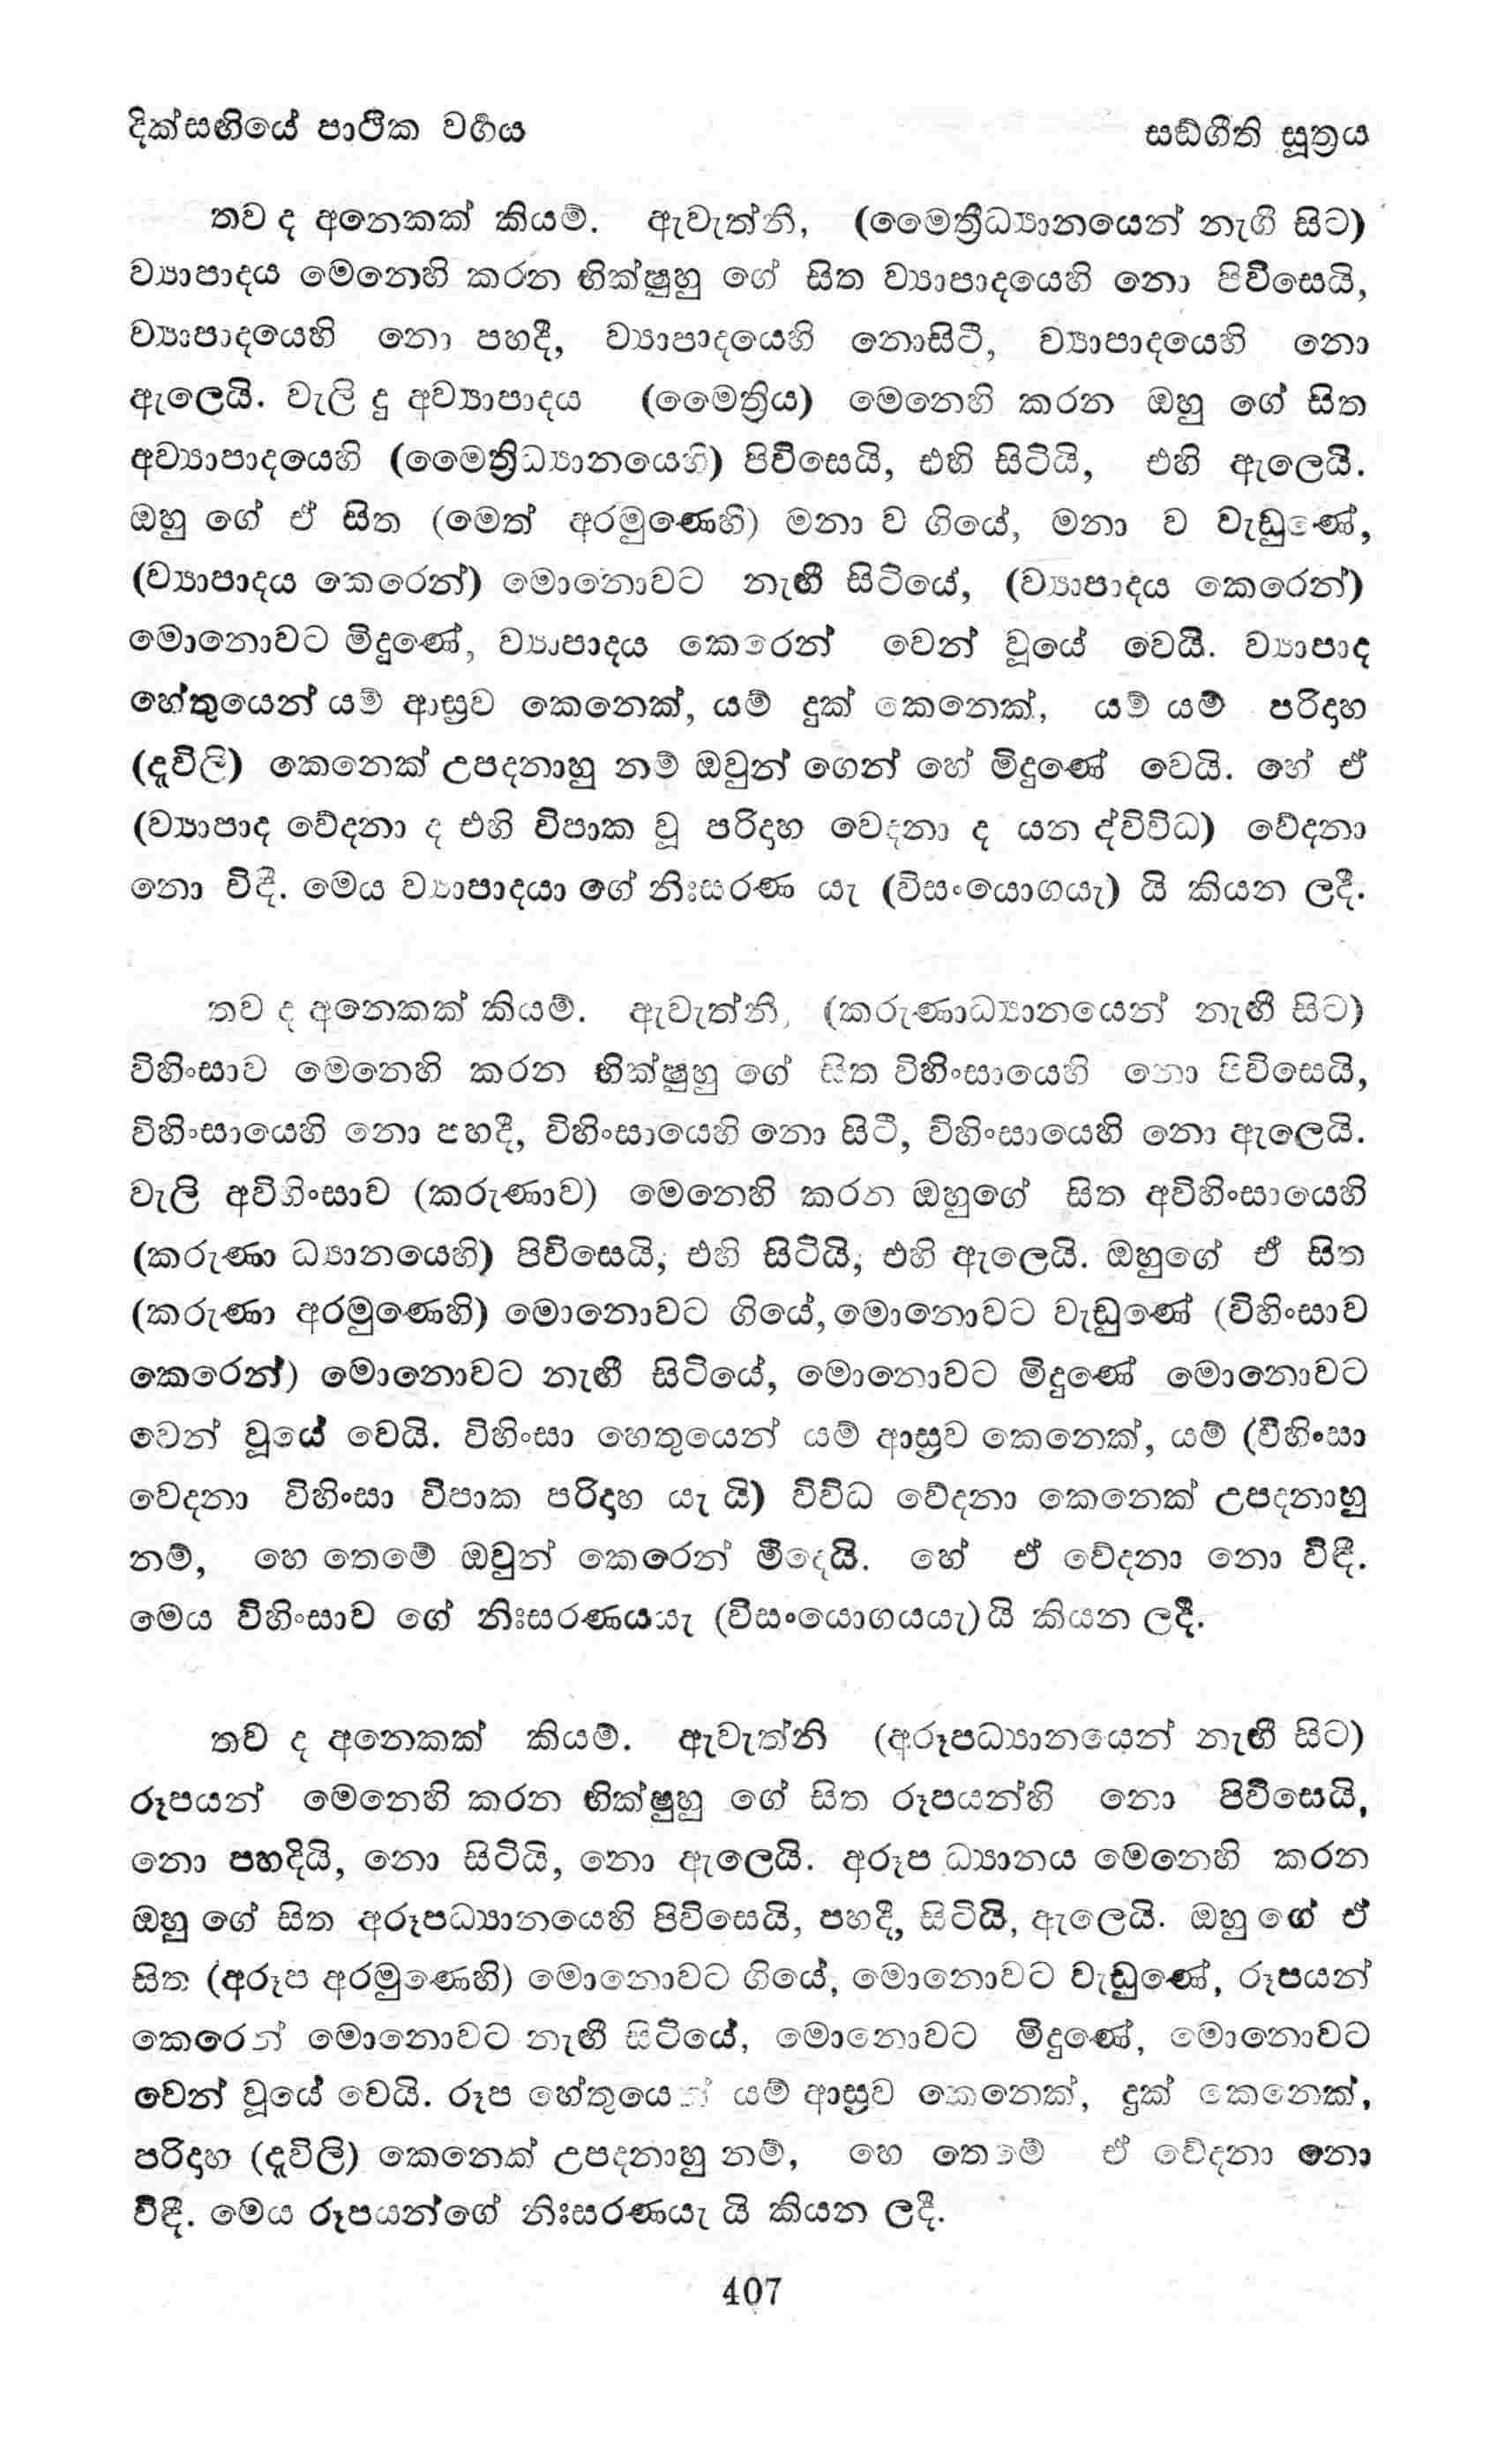 දික්සඟියේ පාථික වර්‍ගය
සඞ්ගීති සූත්‍රය
තව ද අනෙකක් කියම්. ඇවැත්නි, (මෛත්‍රීධ්‍යානයෙන් නැගී සිට)
ව්‍යාපාදය මෙනෙහි කරන භික්ෂුහු ගේ සිත ව්‍යාපාදයෙහි නො පිවිසෙයි,
ව්‍යාපාදයෙහි නො පහදී, ව්‍යාපාදයෙහි නොසිටී, ව්‍යාපාදයෙහි නො
ඇලෙයි. වැලි දු අව්‍යාපාදය (මෛත්‍රිය) මෙනෙහි කරන ඔහු ගේ සිත
අව්‍යාපාදයෙහි (මෛත්‍රිධ්‍යානයෙහි) පිවිසෙයි, එහි සිටියි, එහි ඇලෙයි.
ඔහු ගේ ඒ සිත (මෙත් අරමුණෙහි) මනා ව ගියේ, මනා ව වැඩුණේ,
(ව්‍යාපාදය කෙරෙන්) මොනොවට නැඟී සිටියේ, (ව්‍යාපාදය කෙරෙන්)
මොනොවට මිදුණේ, ව්‍යාපාදය කෙරෙන් වෙන් වූයේ වෙයි. ව්‍යාපාද
හේතුයෙන් යම් ආස්‍රව කෙනෙක්, යම් දුක් කෙනෙක්, යම් යම් පරිදාහ
(දැවිලි) කෙනෙක් උපදනාහු නම් ඔවුන් ගෙන් හේ මිදුණේ වෙයි. හේ ඒ
(ව්‍යාපාද වේදනා ද එහි විපාක වූ පරිදාහ වෙදනා ද යන ද්විවිධ) වේදනා
නො විදී. මෙය ව්‍යාපාදයා ගේ නිඃසරණ යැ (විසංයොගයැ) යි කියන ලදී.
තව ද අනෙකක් කියම්. ඇවැත්නි, (කරුණාධ්‍යානයෙන් නැඟී සිට)
විහිංසාව මෙනෙහි කරන භික්ෂුහු ගේ සිත විහිංසායෙහි නො පිවිසෙයි,
විහිංසායෙහි නො පහදී, විහිංසායෙහි නො සිටී, විහිංසායෙහි නො ඇලෙයි.
වැලි අවිහිංසාව (කරුණාව) මෙනෙහි කරන ඔහුගේ සිත අවිහිංසායෙහි
(කරුණා ධ්‍යානයෙහි) පිවිසෙයි, එහි සිටියි, එහි ඇලෙයි. ඔහුගේ ඒ සිත
(කරුණා අරමුණෙහි) මොනොවට ගියේ, මොනොවට වැඩුණේ (විහිංසාව
කෙරෙන්) මොනොවට නැඟී සිටියේ, මොනොවට මිදුණේ මොනොවට
වෙන් වූයේ වෙයි. විහිංසා හෙතුයෙන් යම් ආස්‍රව කෙනෙක්, යම් (විහිංසා
වෙදනා විහිංසා විපාක පරිදාහ යැ යි) විවිධ වේදනා කෙනෙක් උපදනාහු
නම්, හෙ තෙමේ ඔවුන් කෙරෙන් මිදෙයි. හේ ඒ වේදනා නො විඳී.
මෙය විහිංසාව ගේ නිඃසරණයයැ (විසංයොගයයැ) යි කියන ලදී.
තව ද අනෙකක් කියම්. ඇවැත්නි (අරූපධ්‍යානයෙන් නැඟී සිට)
රූපයන් මෙනෙහි කරන භික්ෂුහු ගේ සිත රූපයන්හි නො පිවිසෙයි,
නො පහදියි, නො සිටියි, නො ඇලෙයි. අරූප ධ්‍යානය මෙනෙහි කරන
ඔහු ගේ සිත අරූපධ්‍යානයෙහි පිවිසෙයි, පහදී, සිටියි, ඇලෙයි. ඔහු ගේ ඒ
සිත (අරූප අරමුණෙහි) මොනොවට ගියේ, මොනොවට වැඩුණේ, රූපයන්
කෙරෙන් මොනොවට නැඟී සිටියේ, මොනොවට මිදුණේ, මොනොවට
වෙන් වූයේ වෙයි. රූප හේතුයෙන් යම් ආස්‍රව කෙනෙක්, දුක් කෙනෙක්,
පරිදාහ (දැවිලි) කෙනෙක් උපදනාහු නම්, හෙ තෙමේ ඒ වේදනා නො
විඳී. මෙය රූපයන්ගේ නිඃසරණයැ යි කියන ලදී.
407